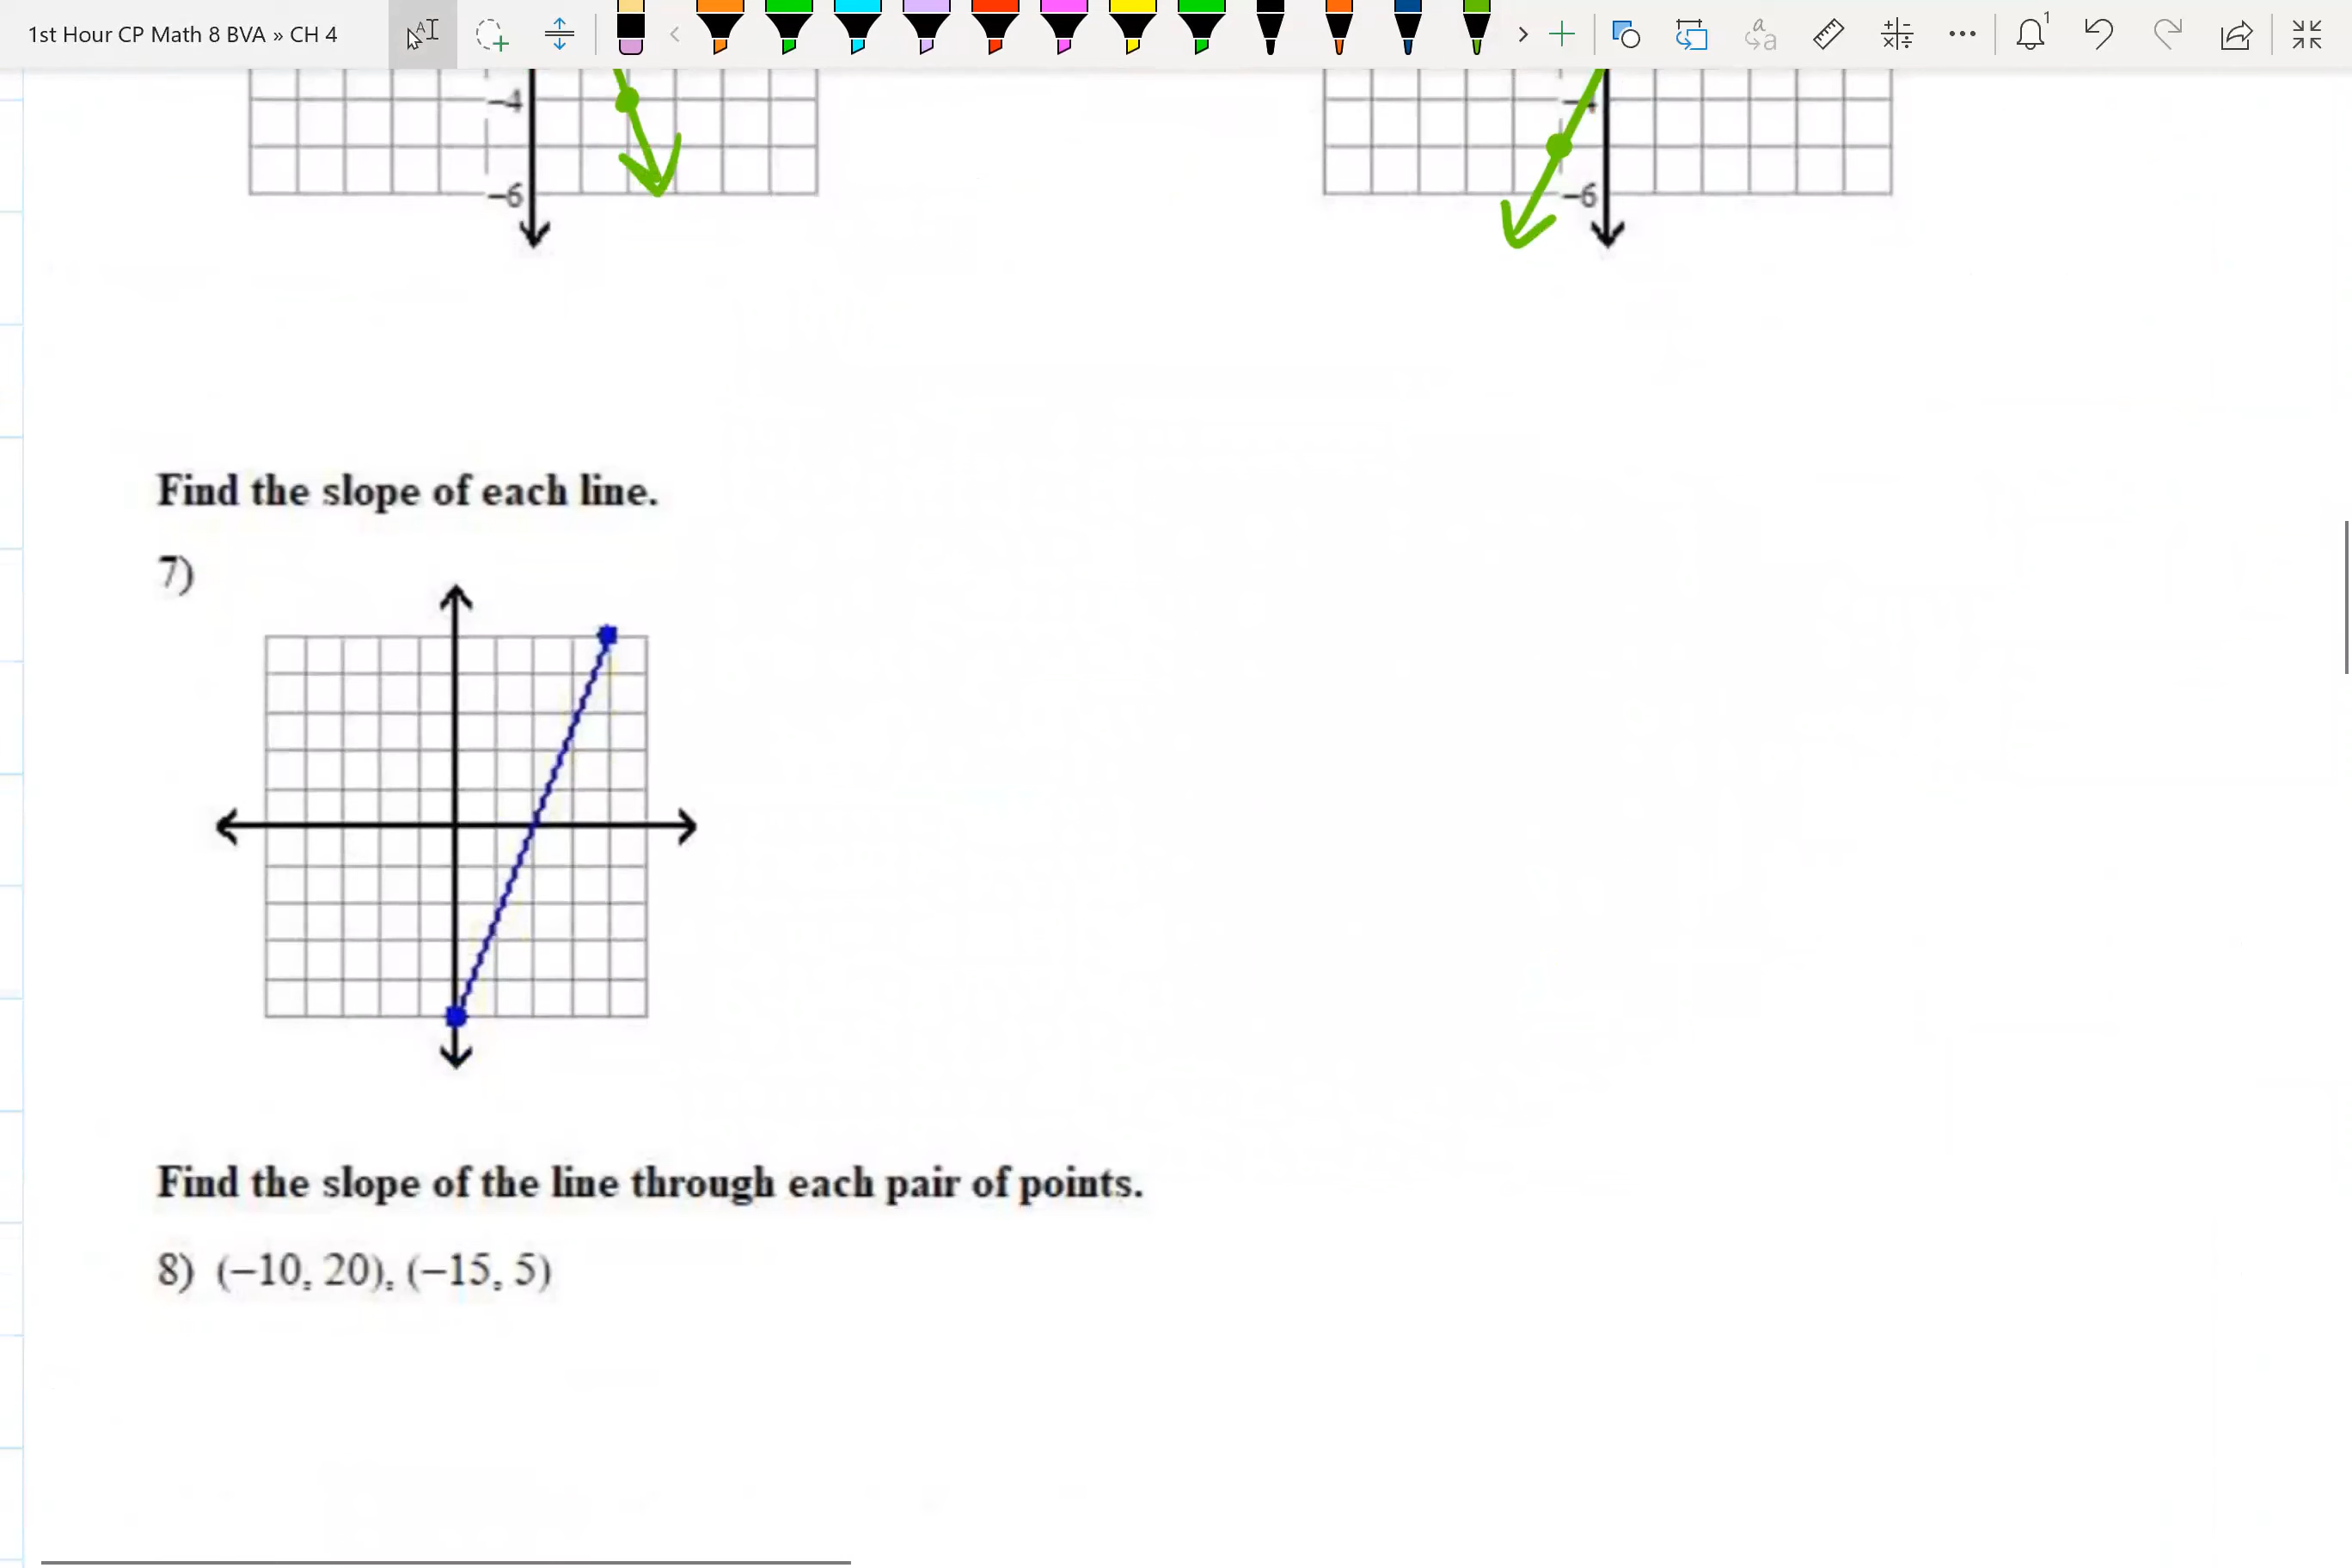 1st Hour CP Math 8 BVA » CH 4
1
−4
−6
−6
Find the slope of each line.
7)
Find the slope of the line through each pair of points.
8) (−10, 20), (−15, 5)